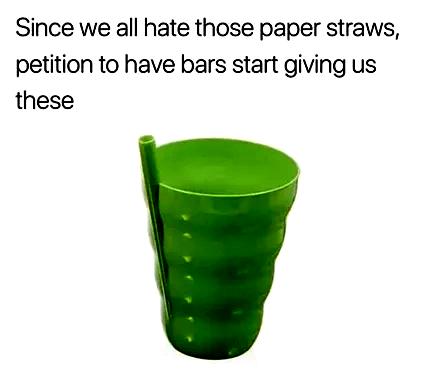 Since we all hate those paper straws,
petition to have bars start giving us
these